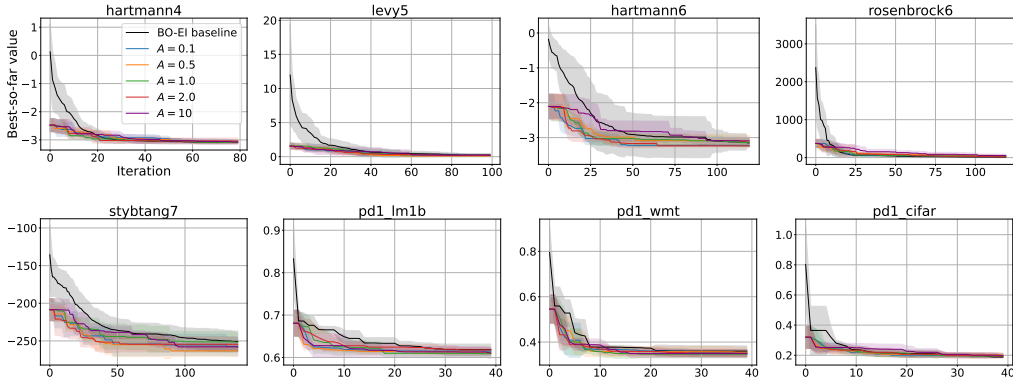 hartmann4
levy5
hartmann6
rosenbrock6
Best-so-far value
1
0
−1
−2
−3
BO-EI baseline
A = 0.1
A = 0.5
A = 1.0
A = 2.0
A = 10
0 20 40 60 80
Iteration
20
15
10
5
0
0 20 40 60 80 100
0
−1
−2
−3
0 25 50 75 100
3000
2000
1000
0
0 25 50 75 100
stybtang7
pd1_lm1b
pd1_wmt
pd1_cifar
−100
−150
−200
−250
0 50 100
0.9
0.8
0.7
0.6
0 10 20 30 40
0.8
0.6
0.4
0 10 20 30 40
1.0
0.8
0.6
0.4
0.2
0 10 20 30 40